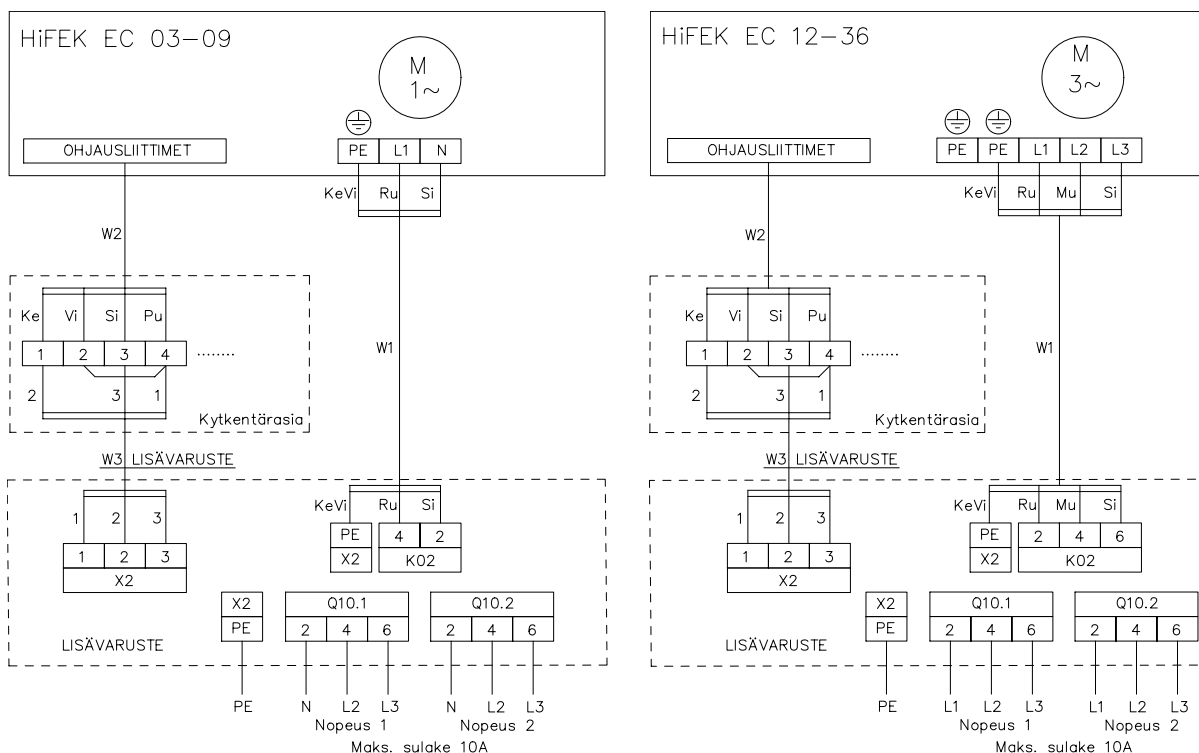 HiFEK EC 03-09
M
1~
OHJAUSLIITTIMET
PE L1 N
KeVi Ru Si
W2
Ke Vi Si Pu
1 2 3 4 ........
W1
2 3 1
Kytkentärasia
W3 LISÄVARUSTE
KeVi Ru Si
1 2 3
PE 4 2
1 2 3
X2 K02
X2
X2 Q10.1 Q10.2
PE 2 4 6 2 4 6
LISÄVARUSTE
PE N L2 L3 N L2 L3
Nopeus 1 Nopeus 2
Maks. sulake 10A
HiFEK EC 12-36
M
3~
OHJAUSLIITTIMET
PE PE L1 L2 L3
KeVi Ru Mu Si
W2
Ke Vi Si Pu
1 2 3 4 ........
W1
2 3 1
Kytkentärasia
W3 LISÄVARUSTE
KeVi Ru Mu Si
1 2 3
PE 2 4 6
1 2 3
X2 K02
X2
X2 Q10.1 Q10.2
PE 2 4 6 2 4 6
LISÄVARUSTE
PE L1 L2 L3 L1 L2 L3
Nopeus 1 Nopeus 2
Maks. sulake 10A